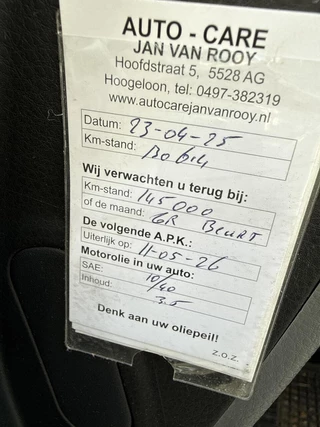 AUTO - CARE
JAN VAN ROOY
Hoofdstraat 5, 5528 AG
Hoogeloon, tel: 0497-382319
www.autocarejanvanrooy.nl
Datum: 23-04-25
Km-stand:
Wij verwachten u terug bij:
Km-stand: 145000
of de maand: GR BEURT
De volgende A.P.K.:
Uiterlijk op: 11-05-26
Motorolie in uw auto:
SAE: 10/40
Inhoud: 3.5
Denk aan uw oliepeil!
z.o.z.